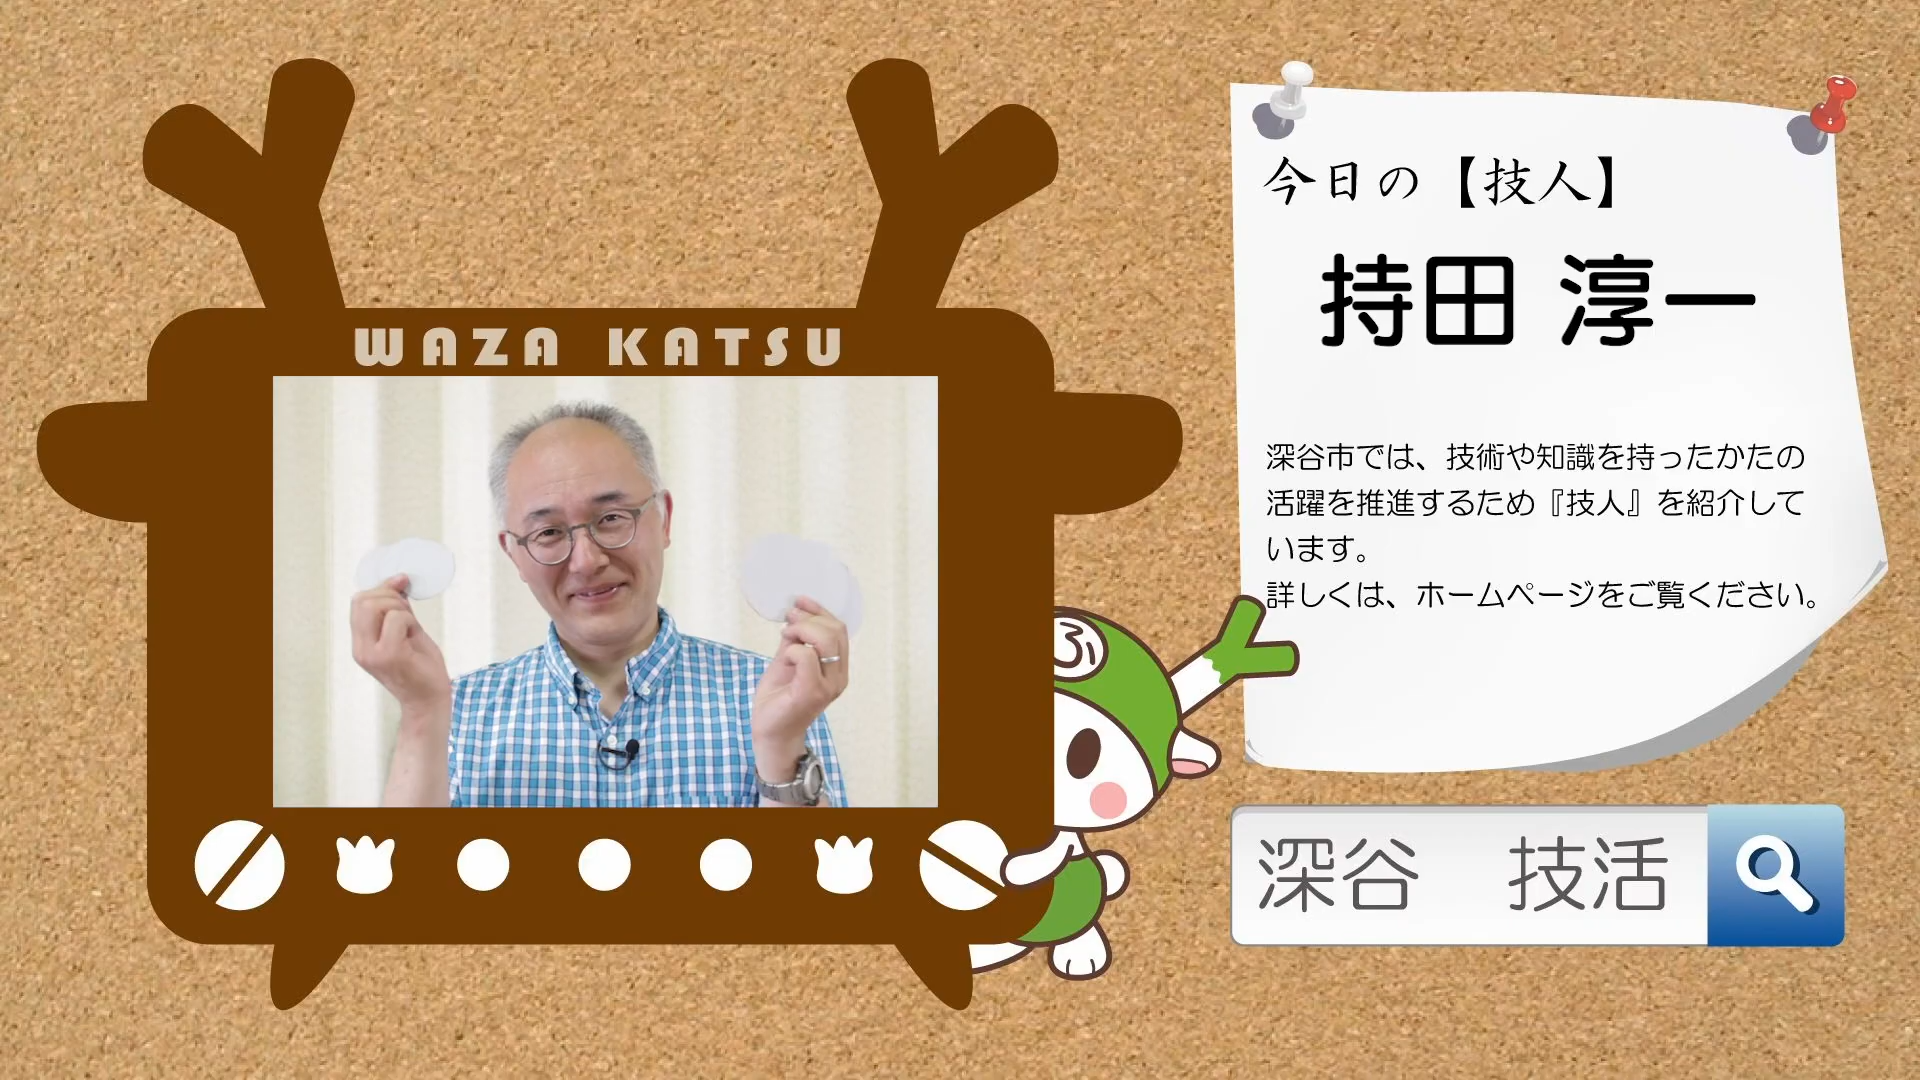 WAZA KATSU
今日の【技人】
持田 淳一
深谷市では、技術や知識を持ったかたの
活躍を推進するため『技人』を紹介して
います。
詳しくは、ホームページをご覧ください。
ふ
深谷　技活